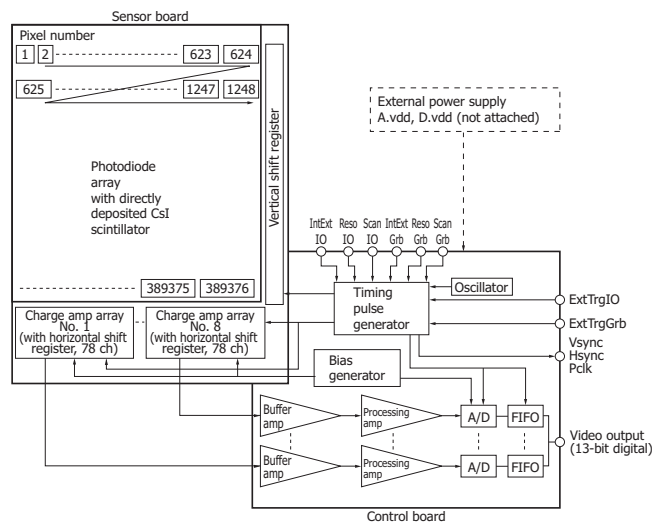 Sensor board
Pixel number
1 2 623 624
625 1247 1248
Photodiode
array
with directly
deposited CsI
scintillator
389375 389376
Vertical shift register
Charge amp array
No. 1
(with horizontal shift
register, 78 ch)
Charge amp array
No. 8
(with horizontal shift
register, 78 ch)
External power supply
A.vdd, D.vdd (not attached)
IntExt Reso Scan IntExt Reso Scan
IO IO IO Grb Grb Grb
Timing
pulse
generator
Oscillator
ExtTrgIO
ExtTrgGrb
Vsync
Hsync
Pclk
Bias
generator
Buffer
amp
Processing
amp
A/D
FIFO
Video output
(13-bit digital)
Buffer
amp
Processing
amp
A/D
FIFO
Control board